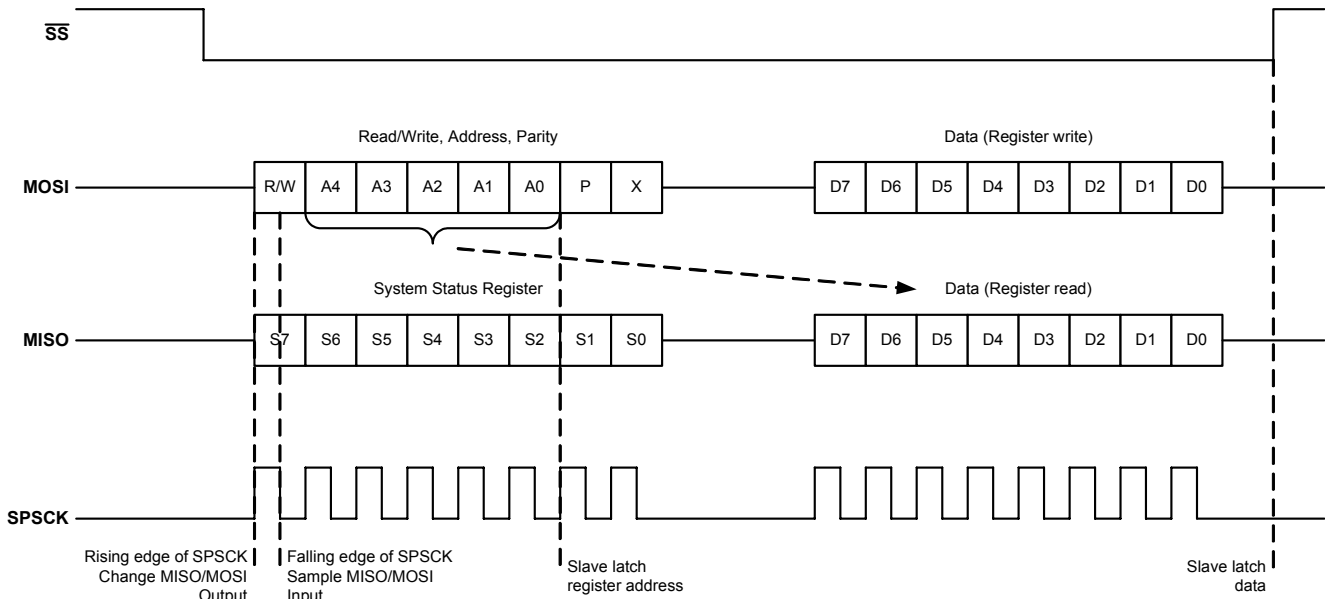 SS
Read/Write, Address, Parity
Data (Register write)
MOSI
R/W A4 A3 A2 A1 A0 P X
D7 D6 D5 D4 D3 D2 D1 D0
System Status Register
Data (Register read)
MISO
S7 S6 S5 S4 S3 S2 S1 S0
D7 D6 D5 D4 D3 D2 D1 D0
SPSCK
Rising edge of SPSCK
Change MISO/MOSI
Output
Falling edge of SPSCK
Sample MISO/MOSI
Input
Slave latch
register address
Slave latch
data